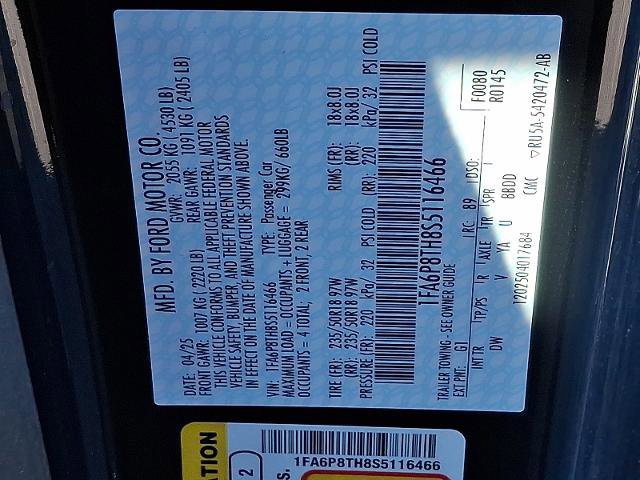 MFD. BY FORD MOTOR CO.
DATE: 04/25 GVWR: 2055 KG ( 4530 LB)
FRONT GAWR: 1007 KG (2220 LB) REAR GAWR: 1091 KG ( 2405 LB)
THIS VEHICLE CONFORMS TO ALL APPLICABLE FEDERAL MOTOR
VEHICLE SAFETY, BUMPER, AND THEFT PREVENTION STANDARDS
IN EFFECT ON THE DATE OF MANUFACTURE SHOWN ABOVE.
VIN: 1FA6P8TH8S5116466 TYPE: Passenger Car
MAXIMUM LOAD = OCCUPANTS + LUGGAGE = 299KG/ 660LB
OCCUPANTS = 4 TOTAL, 2 FRONT, 2 REAR
TIRE (FR): 235/50R18 97W RIMS (FR): 18x8.0J
(RR): 235/50R18 97W (RR): 18x8.0J
PRESSURE (FR): 220 kPa/ 32 PSI COLD (RR): 220 kPa/ 32 PSI COLD
1FA6P8TH8S5116466
TRAILER TOWING - SEE OWNER GUIDE
EXT PNT: G1 RC: 89 DSO: F0080
R0145
INT TR TP/PS R AXLE TR SPR
DW V YA U BBDD
120250401 7684 CMC ▽RU5A-5420472-AB
1FA6P8TH8S5116466
2